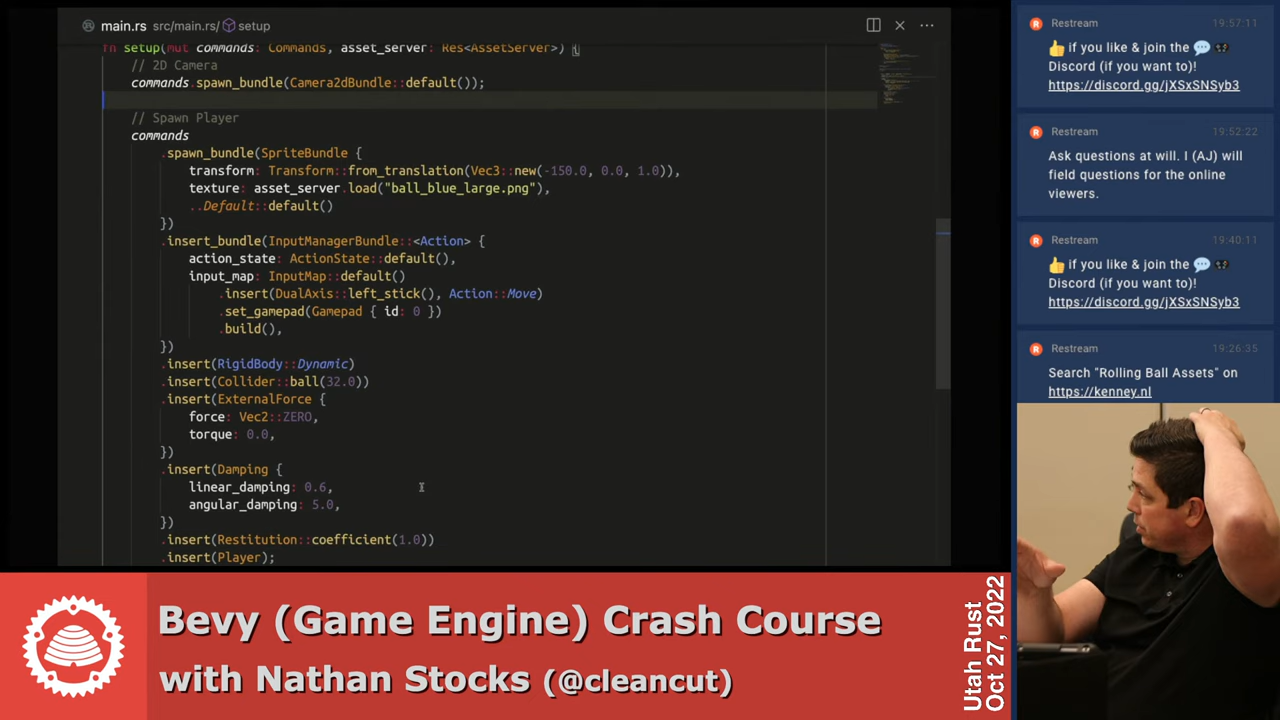 main.rs src/main.rs/ setup
fn setup(mut commands: Commands, asset_server: Res<AssetServer>) {
// 2D Camera
commands.spawn_bundle(Camera2dBundle::default());
// Spawn Player
commands
.spawn_bundle(SpriteBundle {
transform: Transform::from_translation(Vec3::new(-150.0, 0.0, 1.0)),
texture: asset_server.load("ball_blue_large.png"),
..Default::default()
})
.insert_bundle(InputManagerBundle::<Action> {
action_state: ActionState::default(),
input_map: InputMap::default()
.insert(DualAxis::left_stick(), Action::Move)
.set_gamepad(Gamepad { id: 0 })
.build(),
})
.insert(RigidBody::Dynamic)
.insert(Collider::ball(32.0))
.insert(ExternalForce {
force: Vec2::ZERO,
torque: 0.0,
})
.insert(Damping {
linear_damping: 0.6,
angular_damping: 5.0,
})
.insert(Restitution::coefficient(1.0))
.insert(Player);
Restream 19:57:11
👍 if you like & join the 💬
Discord (if you want to)!
https://discord.gg/jXSxSNSyb3
Restream 19:52:22
Ask questions at will. I (AJ) will
field questions for the online
viewers.
Restream 19:40:11
👍 if you like & join the 💬
Discord (if you want to)!
https://discord.gg/jXSxSNSyb3
Restream 19:26:35
Search "Rolling Ball Assets" on
https://kenney.nl
Bevy (Game Engine) Crash Course
with Nathan Stocks (@cleancut)
Utah Rust
Oct 27, 2022